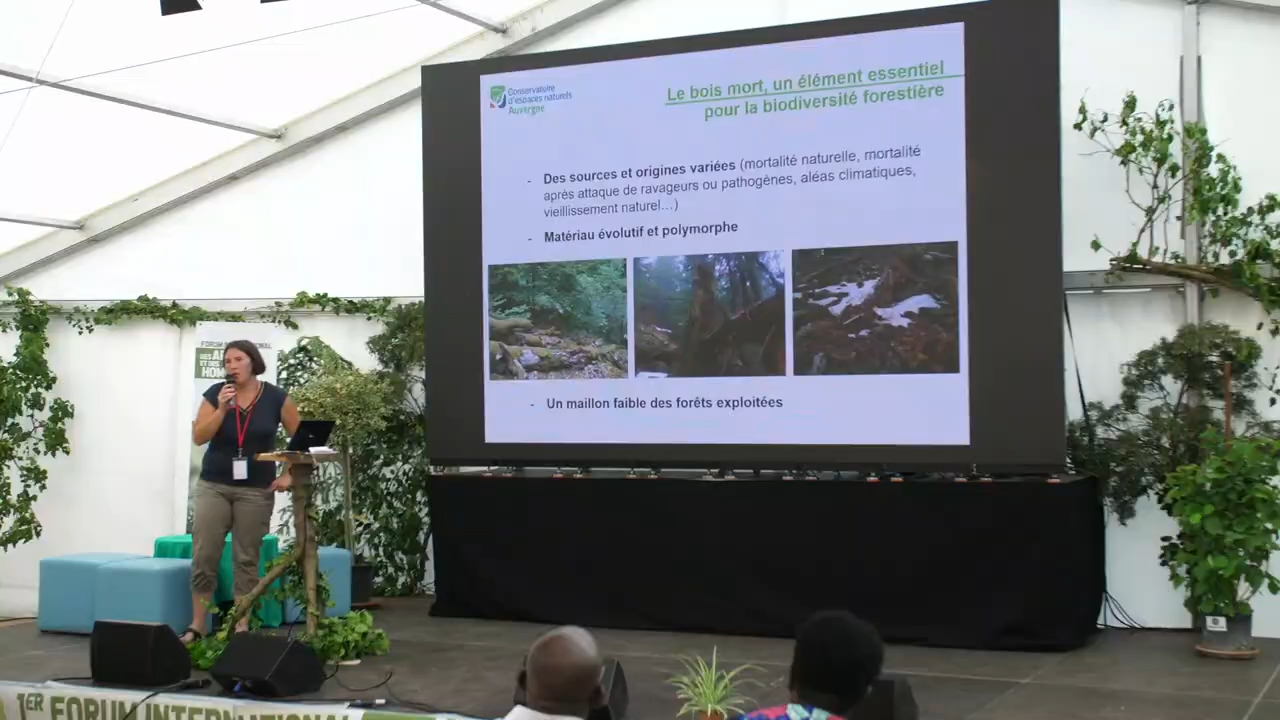 Conservatoire
d'espaces naturels
Auvergne
Le bois mort, un élément essentiel
pour la biodiversité forestière
- Des sources et origines variées (mortalité naturelle, mortalité
après attaque de ravageurs ou pathogènes, aléas climatiques,
vieillissement naturel…)
- Matériau évolutif et polymorphe
- Un maillon faible des forêts exploitées
FORUM
1ER FORUM INTERNATIONAL